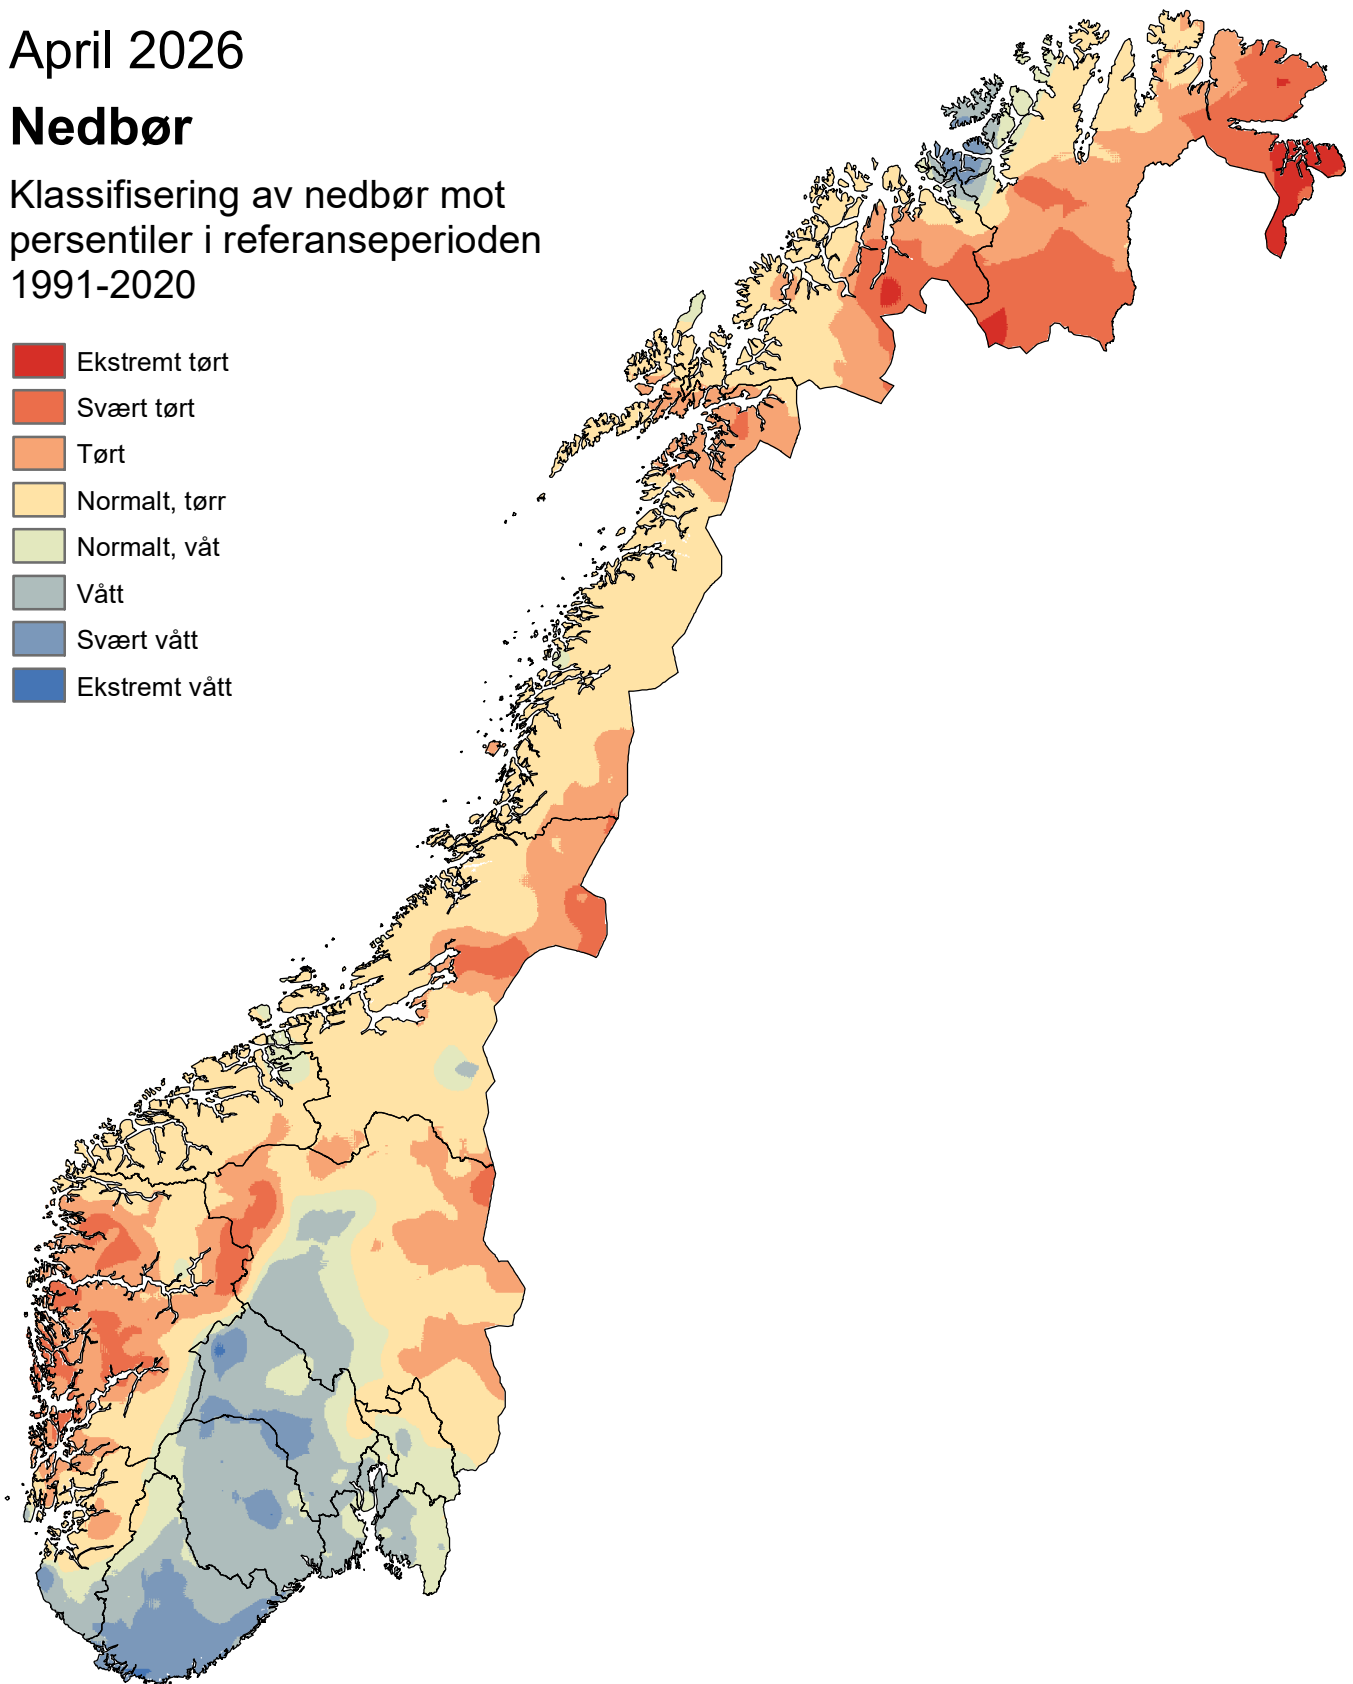 April 2026
Nedbør
Klassifisering av nedbør mot
persentiler i referanseperioden
1991-2020
Ekstremt tørt
Svært tørt
Tørt
Normalt, tørr
Normalt, våt
Vått
Svært vått
Ekstremt vått